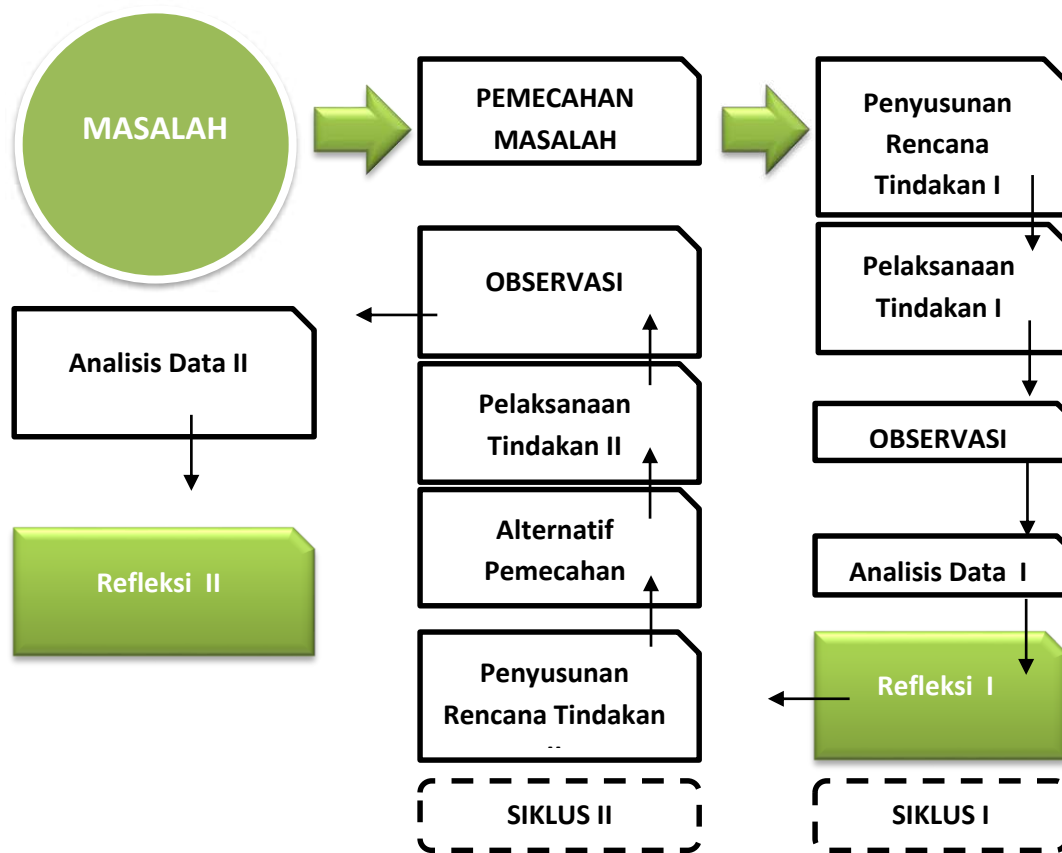 MASALAH
PEMECAHAN
MASALAH
Penyusunan
Rencana
Tindakan I
Pelaksanaan
Tindakan I
OBSERVASI
Analisis Data I
Refleksi I
SIKLUS I
Penyusunan
Rencana Tindakan
Alternatif
Pemecahan
Pelaksanaan
Tindakan II
OBSERVASI
SIKLUS II
Analisis Data II
Refleksi II